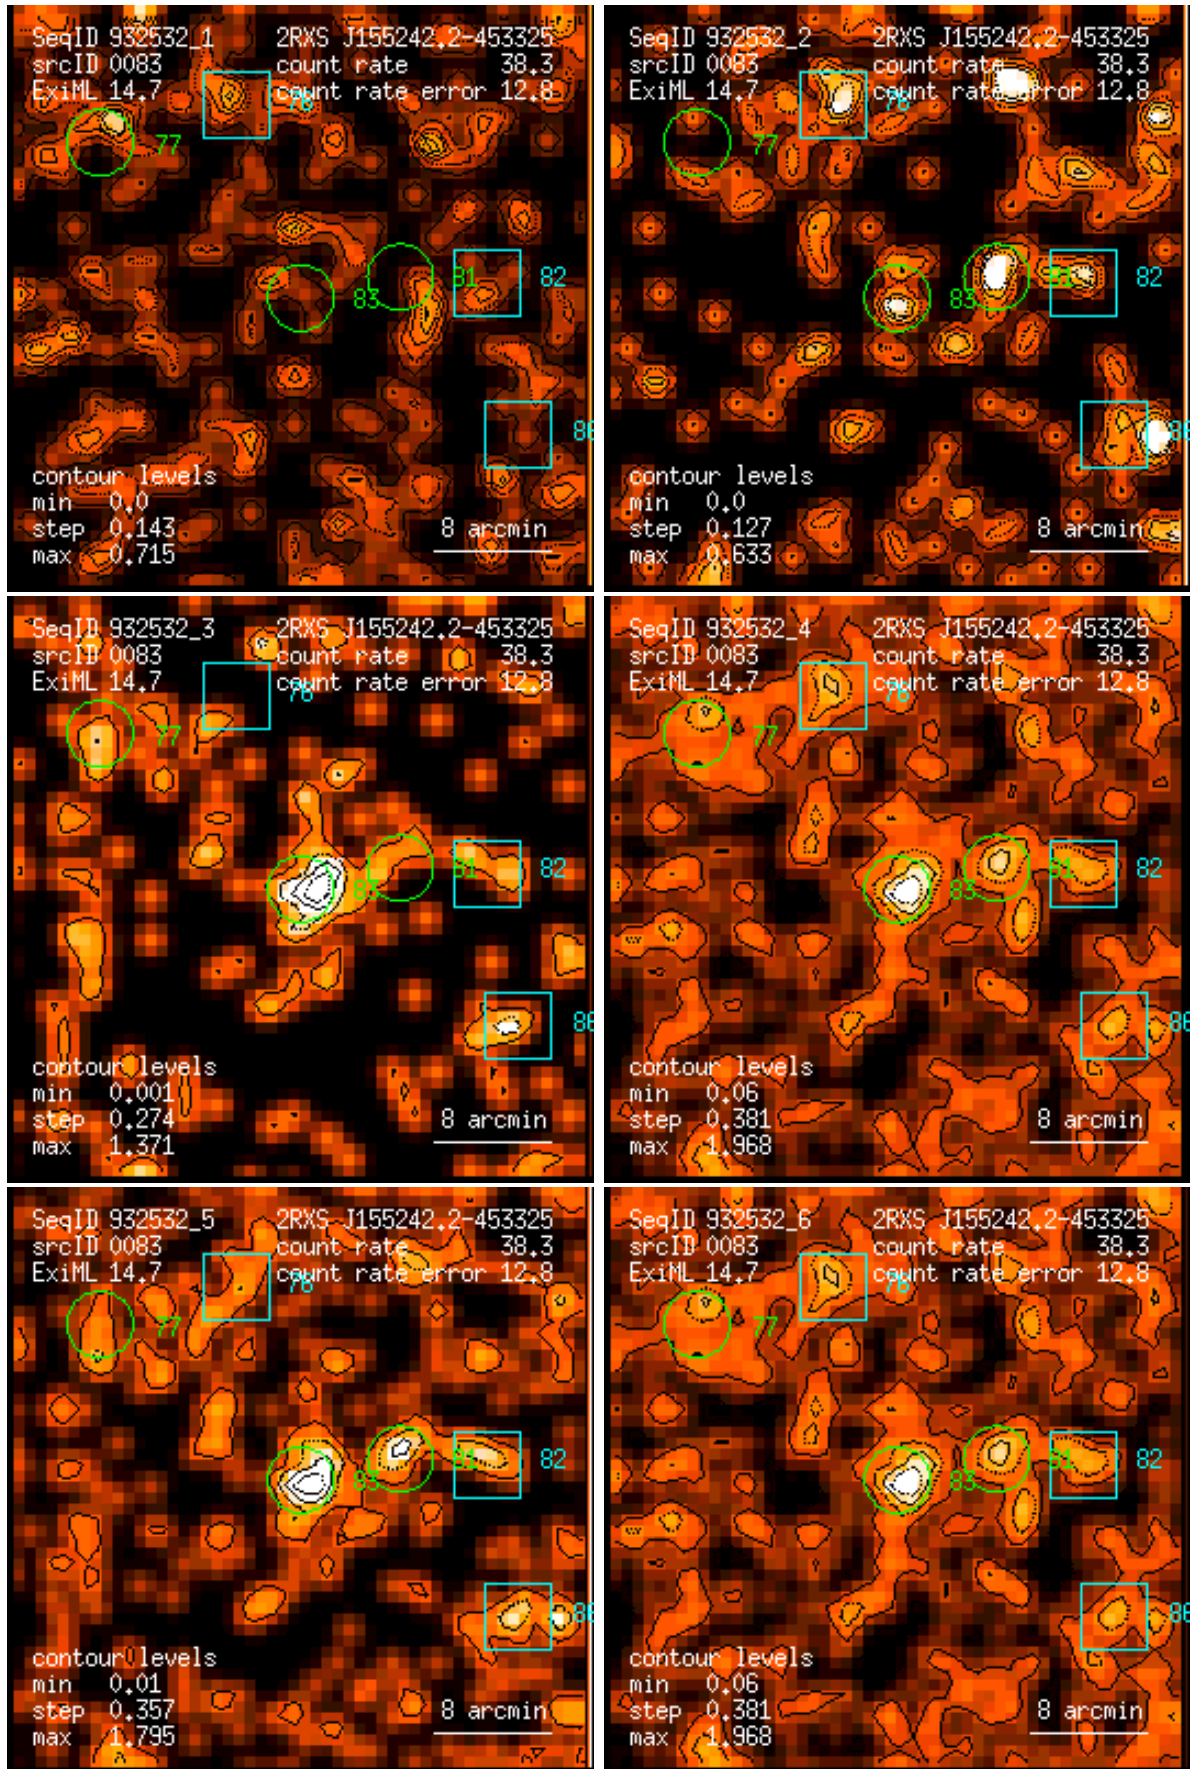 SeqID 932532_1 2RXS J155242.2-453325
srcID 0083 count rate 38.3
ExiML 14.7 count rate error 12.8
76
77
81 82
83
86
contour levels
min 0.0
step 0.143 8 arcmin
max 0.715
SeqID 932532_2 2RXS J155242.2-453325
srcID 0083 count rate 38.3
ExiML 14.7 count rate error 12.8
76
77
81 82
83
86
contour levels
min 0.0
step 0.127 8 arcmin
max 0.633
SeqID 932532_3 2RXS J155242.2-453325
srcID 0083 count rate 38.3
ExiML 14.7 count rate error 12.8
76
77
81 82
83
86
contour levels
min 0.001
step 0.274 8 arcmin
max 1.371
SeqID 932532_4 2RXS J155242.2-453325
srcID 0083 count rate 38.3
ExiML 14.7 count rate error 12.8
76
77
81 82
83
86
contour levels
min 0.06
step 0.381 8 arcmin
max 1.968
SeqID 932532_5 2RXS J155242.2-453325
srcID 0083 count rate 38.3
ExiML 14.7 count rate error 12.8
76
77
81 82
83
86
contour levels
min 0.01
step 0.357 8 arcmin
max 1.795
SeqID 932532_6 2RXS J155242.2-453325
srcID 0083 count rate 38.3
ExiML 14.7 count rate error 12.8
76
77
81 82
83
86
contour levels
min 0.06
step 0.381 8 arcmin
max 1.968